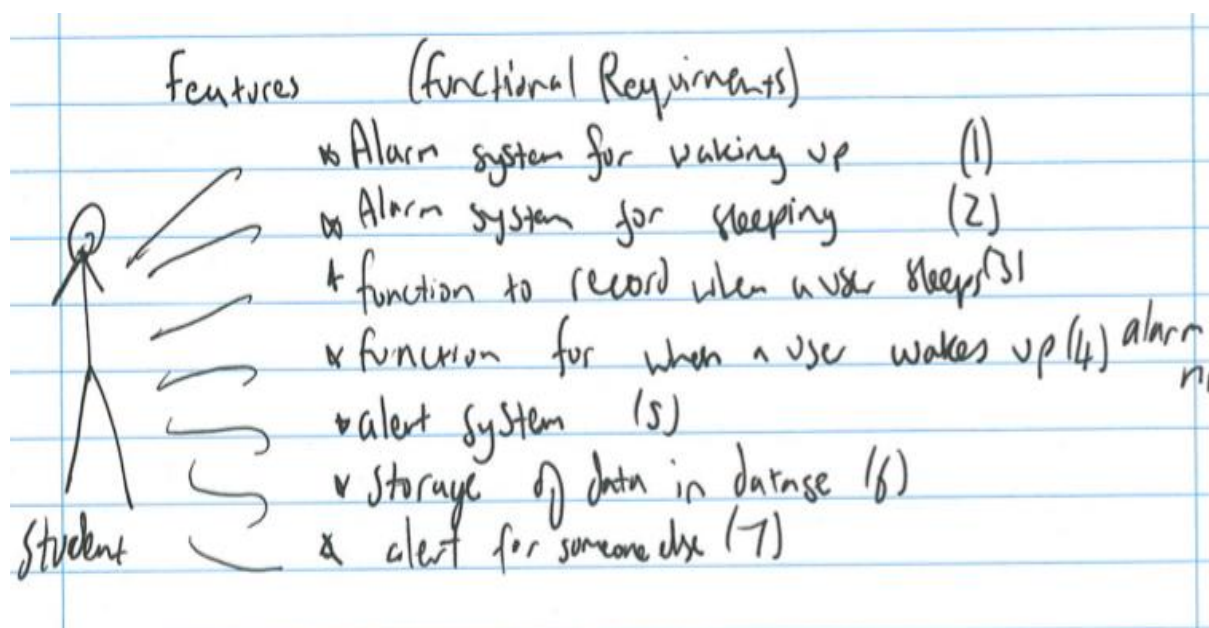 features (functional Requirments)
* Alarm system for waking up (1)
* Alarm system for sleeping (2)
* function to record when a user sleeps (3)
* function for when a user wakes up (4) alarm
* alert system (5)
* Storage of data in datase (6)
* alert for someone else (7)
Student